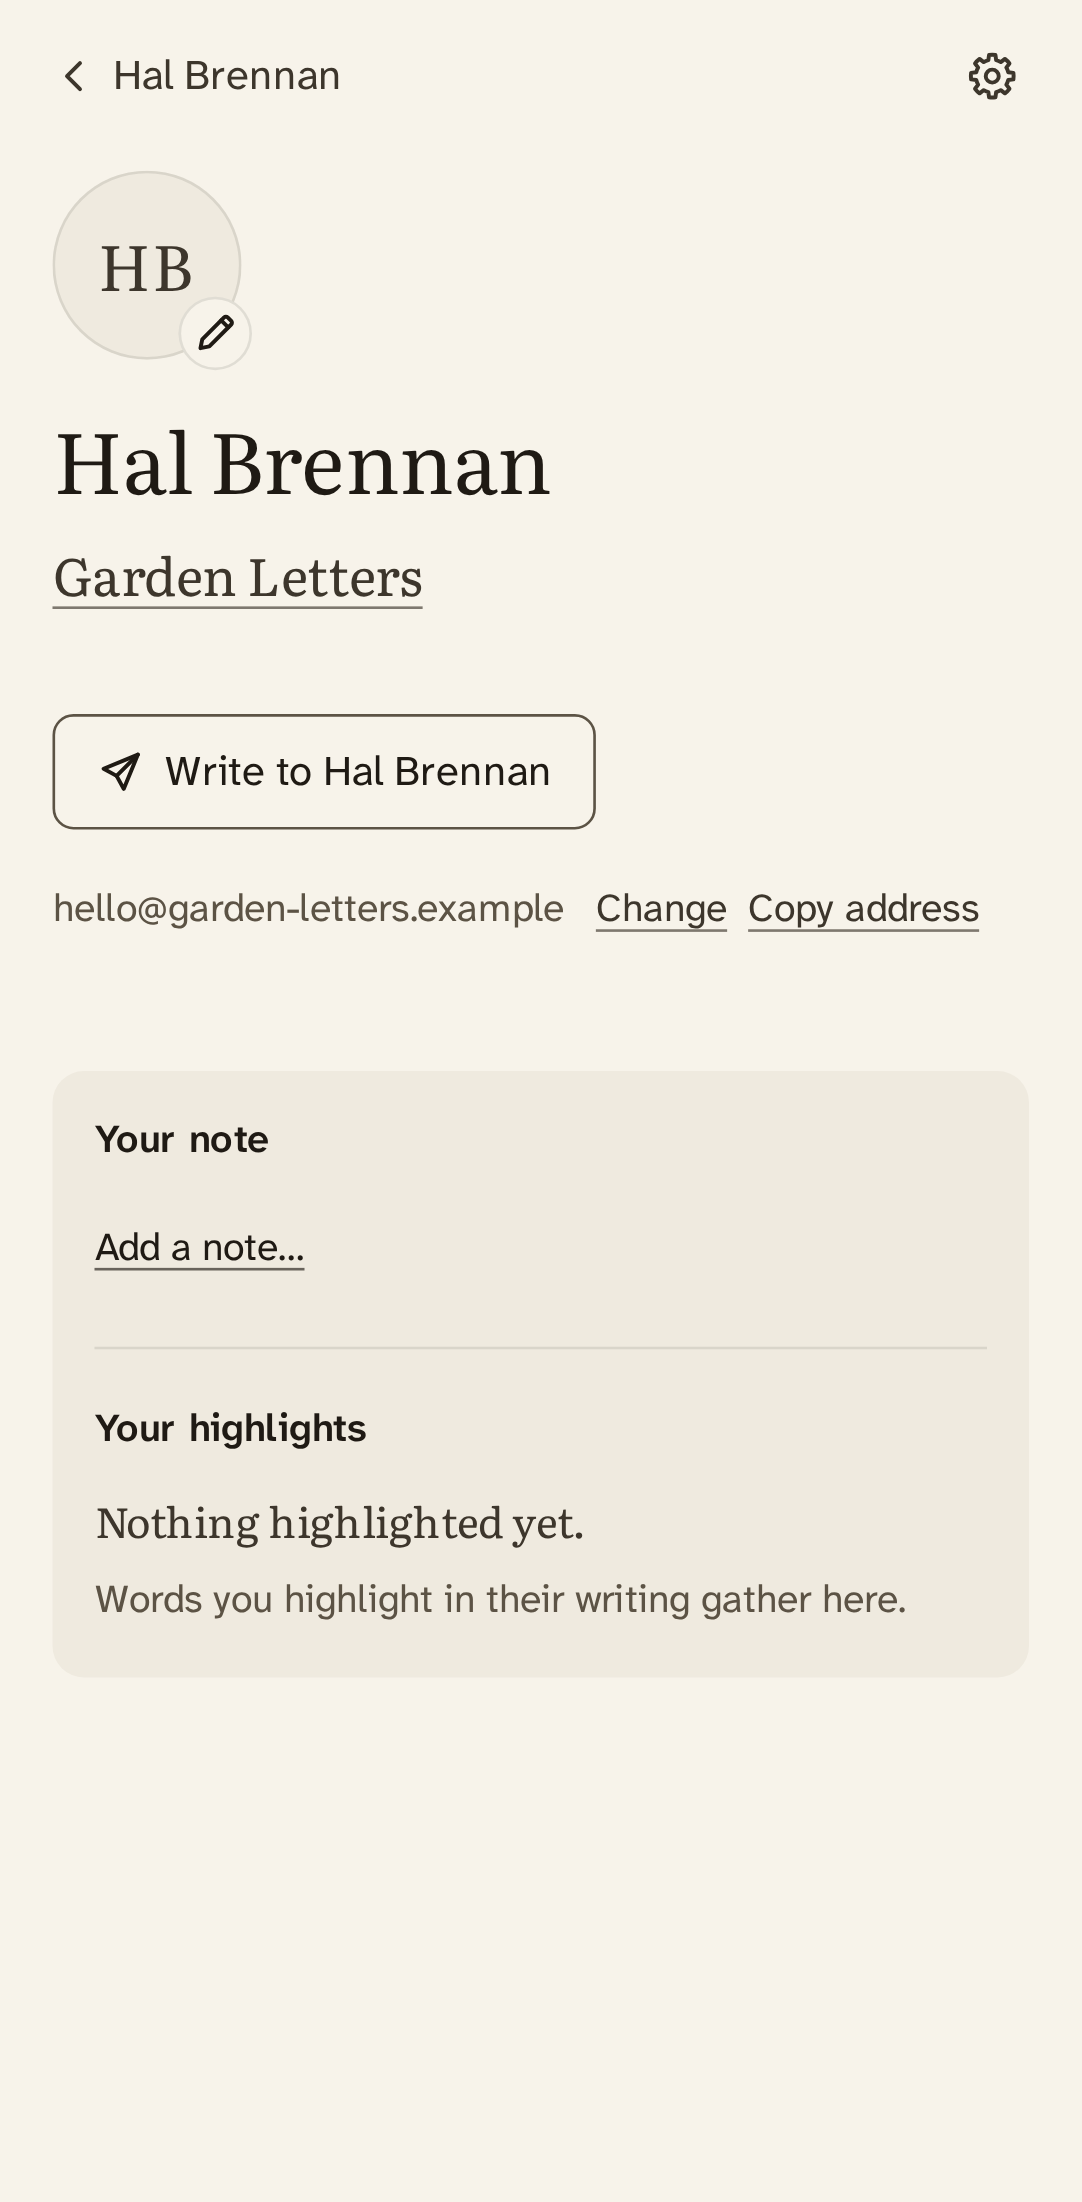 Hal Brennan
HB
Hal Brennan
Garden Letters
Write to Hal Brennan
hello@garden-letters.example Change Copy address
Your note
Add a note...
Your highlights
Nothing highlighted yet.
Words you highlight in their writing gather here.